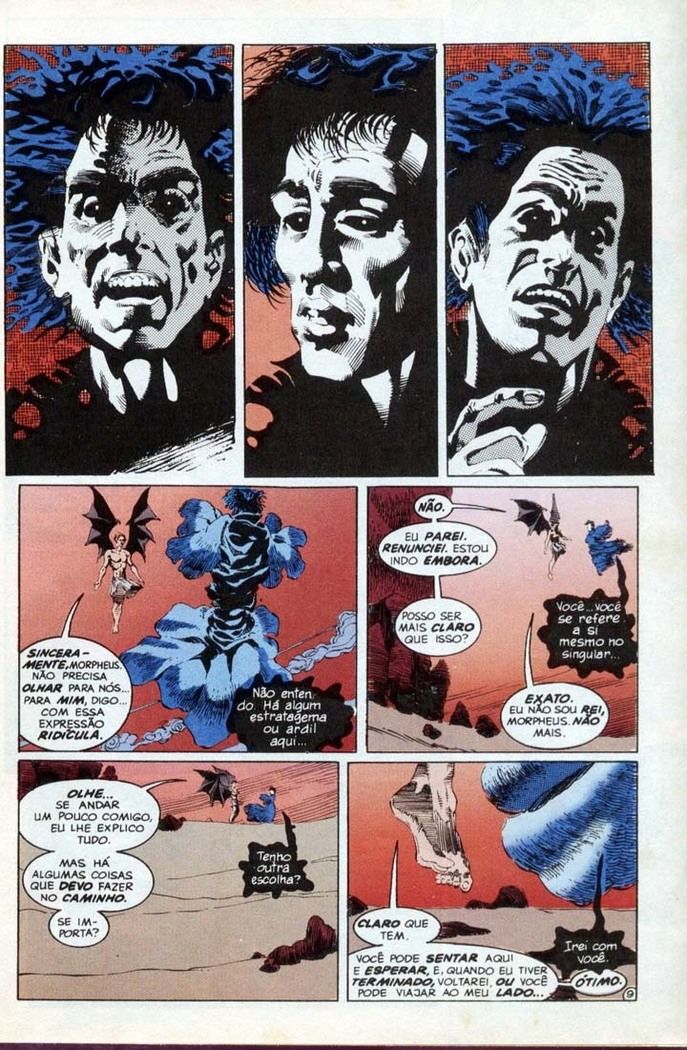 SINCERA-
MENTE, MORPHEUS.
NÃO PRECISA
OLHAR PARA NÓS...
PARA MIM, DIGO...
COM ESSA
EXPRESSÃO
RIDÍCULA.
Não enten-
do. Há algum
estratagema
ou ardil
aqui...
NÃO.
EU PAREI.
RENUNCIEI. ESTOU
INDO EMBORA.
POSSO SER
MAIS CLARO
QUE ISSO?
Você...você
se refere
a si
mesmo no
singular...
EXATO.
EU NÃO SOU REI,
MORPHEUS. NÃO
MAIS.
OLHE...
SE ANDAR
UM POUCO COMIGO,
EU LHE EXPLICO
TUDO.
MAS HÁ
ALGUMAS COISAS
QUE DEVO FAZER
NO CAMINHO.
SE IM-
PORTA?
Tenho
outra
escolha?
CLARO QUE
TEM.
VOCÊ PODE SENTAR AQUI
E ESPERAR, E, QUANDO EU TIVER
TERMINADO, VOLTAREI, OU VOCÊ
PODE VIAJAR AO MEU LADO...
Irei com
você.
ÓTIMO.
9